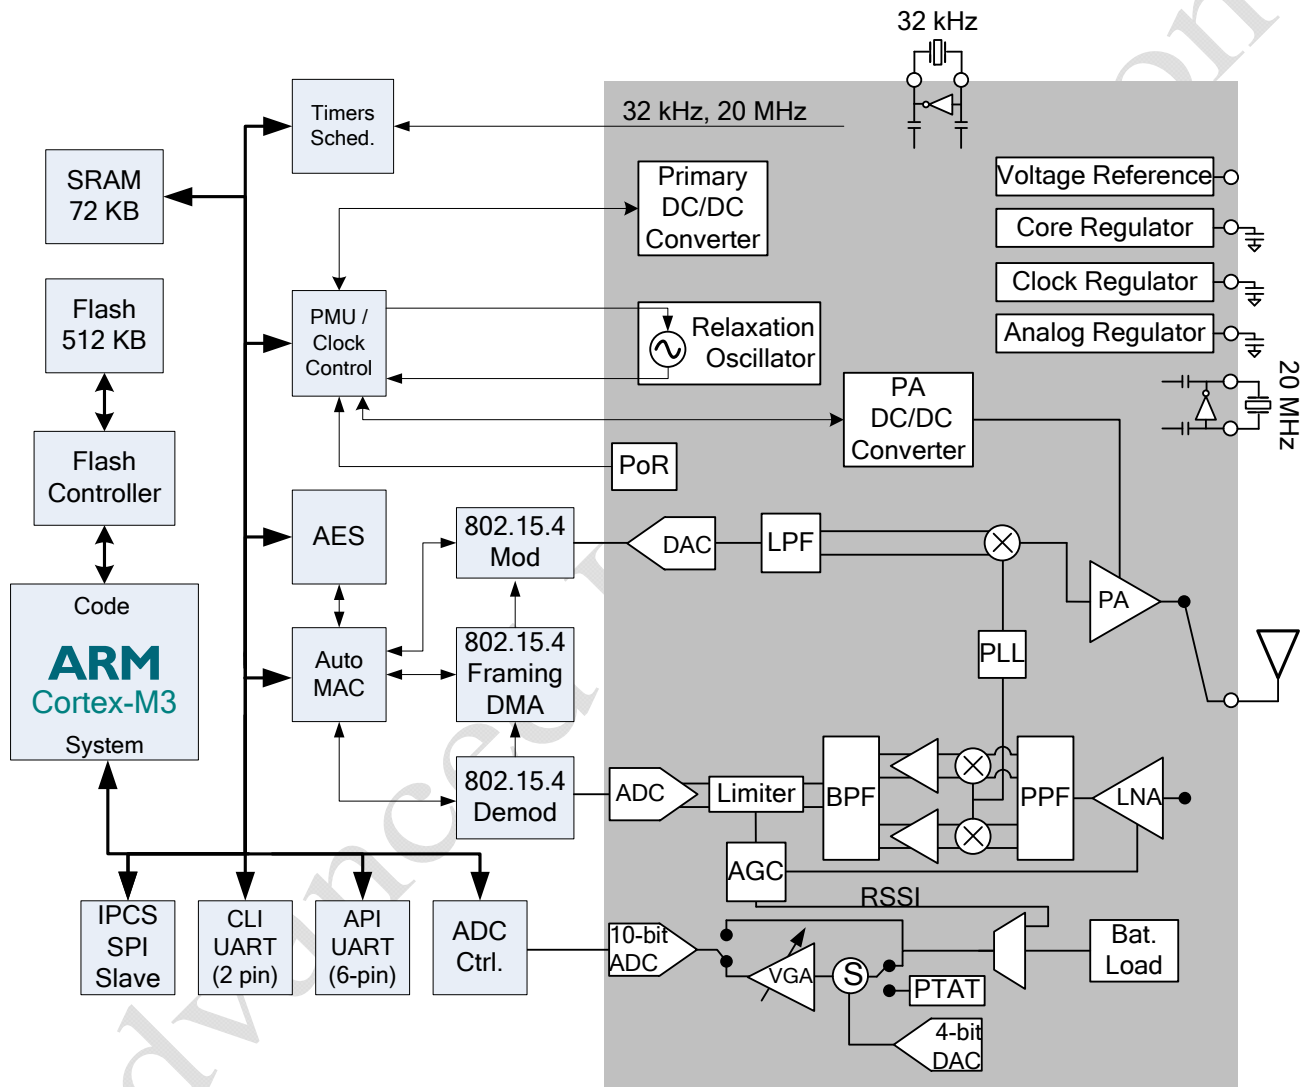 32 kHz
Timers
Sched.
32 kHz, 20 MHz
SRAM
72 KB
Primary
DC/DC
Converter
Voltage Reference
Core Regulator
Clock Regulator
Analog Regulator
Flash
512 KB
PMU /
Clock
Control
Relaxation
Oscillator
20 MHz
PA
DC/DC
Converter
Flash
Controller
PoR
AES
802.15.4
Mod
DAC
LPF
PA
Code
ARM
Cortex-M3
System
Auto
MAC
802.15.4
Framing
DMA
PLL
802.15.4
Demod
ADC
Limiter
BPF
PPF
LNA
AGC
RSSI
IPCS
SPI
Slave
CLI
UART
(2 pin)
API
UART
(6-pin)
ADC
Ctrl.
10-bit
ADC
VGA
S
PTAT
Bat.
Load
4-bit
DAC
Advanced